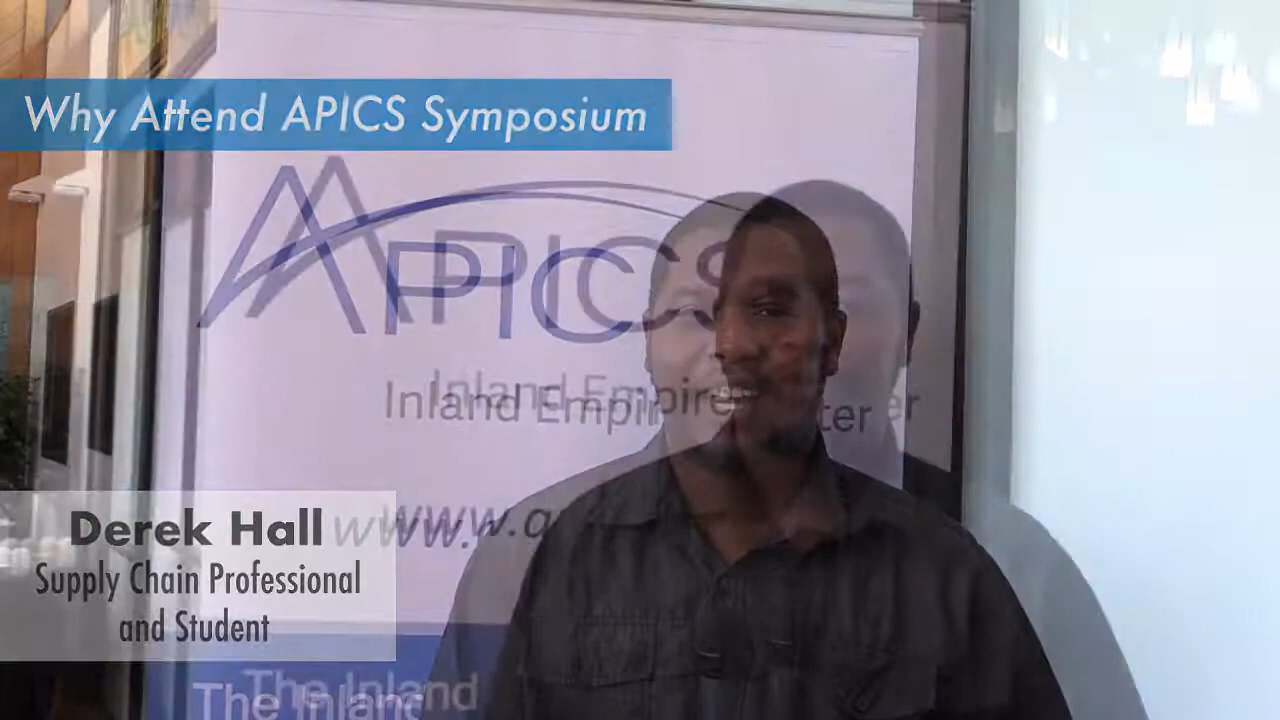 Why Attend APICS Symposium
APICS
Inland Empire
Derek Hall
Supply Chain Professional
and Student
The Inland